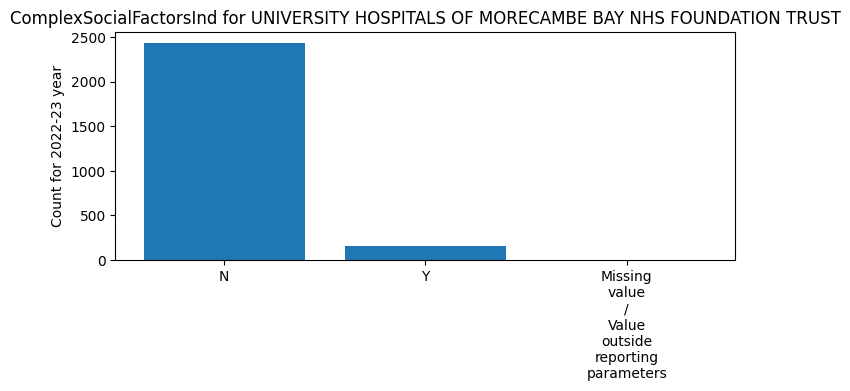 ComplexSocialFactorsInd for UNIVERSITY HOSPITALS OF MORECAMBE BAY NHS FOUNDATION TRUST
Count for 2022-23 year
2500
2000
1500
1000
500
0
N
Y
Missing
value
/
Value
outside
reporting
parameters